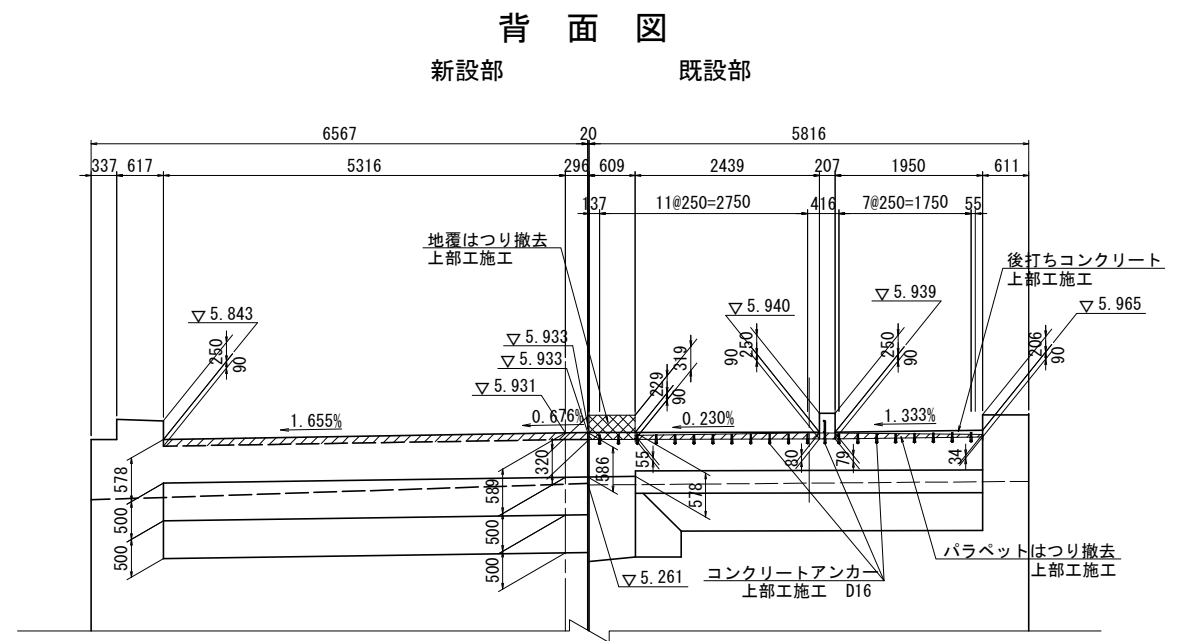 背 面 図
新設部 既設部
6567 20 5816
337 617 5316 296 609 2439 207 1950 611
137 11@250=2750 416 7@250=1750 55
地覆はつり撤去
上部工施工
後打ちコンクリート
上部工施工
▽5.843
▽5.933
▽5.933
▽5.931
▽5.940
▽5.939
▽5.965
250
90
319
229
90
90
250
250
90
206
90
1.655%
0.676%
0.230%
1.333%
578
500
500
320
589
500
500
586
55
578
80
79
34
▽5.261
コンクリートアンカー
上部工施工 D16
パラペットはつり撤去
上部工施工